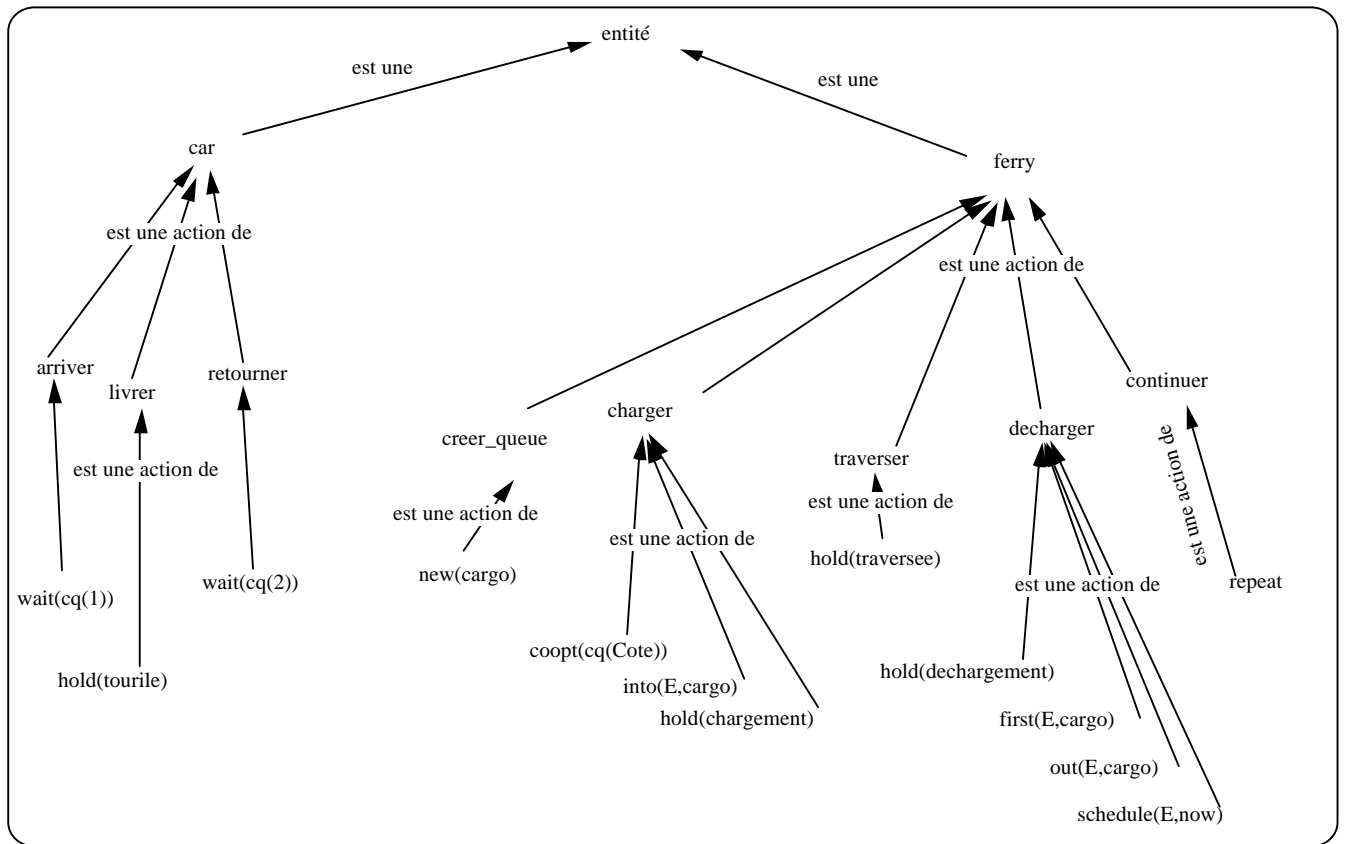 entité
est une
est une
car
ferry
est une action de
est une action de
arriver
livrer
retourner
creer_queue
charger
traverser
decharger
continuer
est une action de
est une action de
est une action de
est une action de
est une action de
est une action de
wait(cq(1))
hold(tourile)
wait(cq(2))
new(cargo)
coopt(cq(Cote))
into(E,cargo)
hold(chargement)
hold(traversee)
hold(dechargement)
first(E,cargo)
out(E,cargo)
schedule(E,now)
repeat